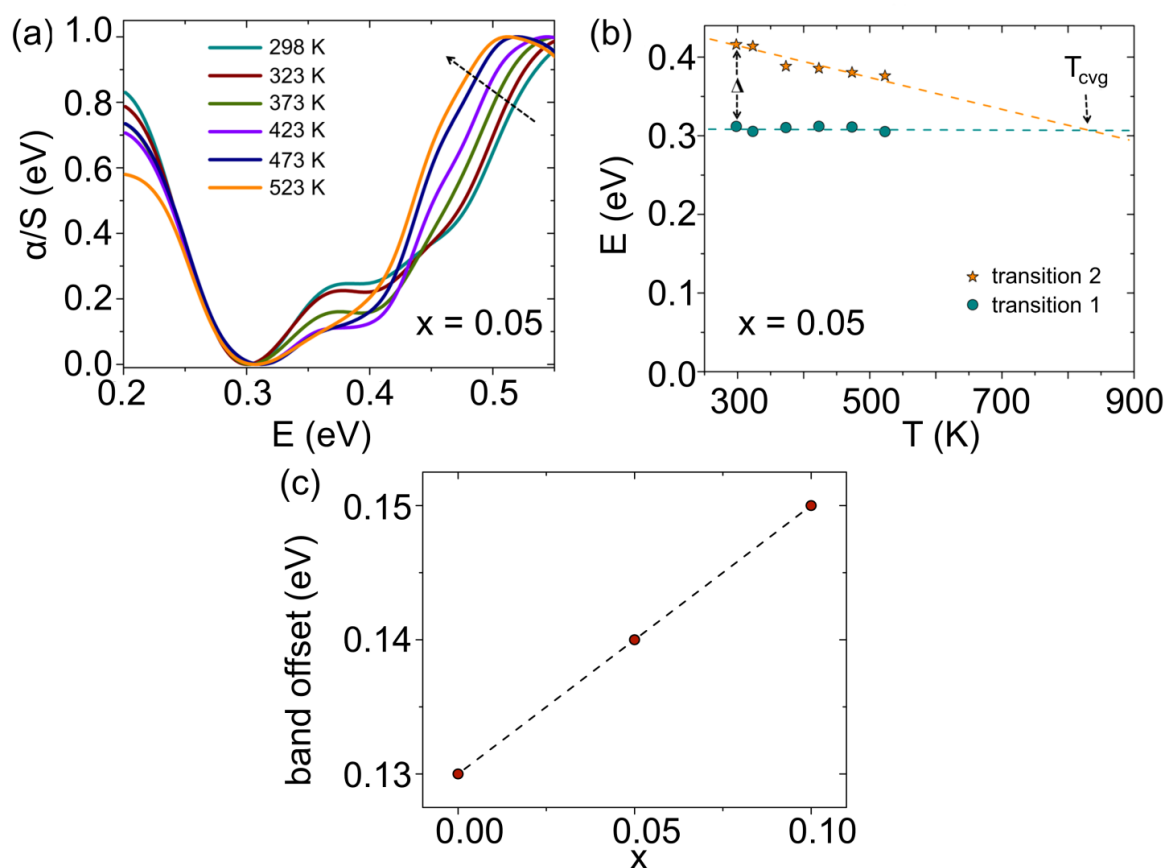 (a)
α/S (eV)
1.0
0.8
0.6
0.4
0.2
0.0
298 K
323 K
373 K
423 K
473 K
523 K
x = 0.05
0.2 0.3 0.4 0.5
E (eV)
(b)
E (eV)
0.4
0.3
0.2
0.1
0.0
Δ
Tcvg
transition 2
transition 1
x = 0.05
300 500 700 900
T (K)
(c)
band offset (eV)
0.15
0.14
0.13
0.00 0.05 0.10
x